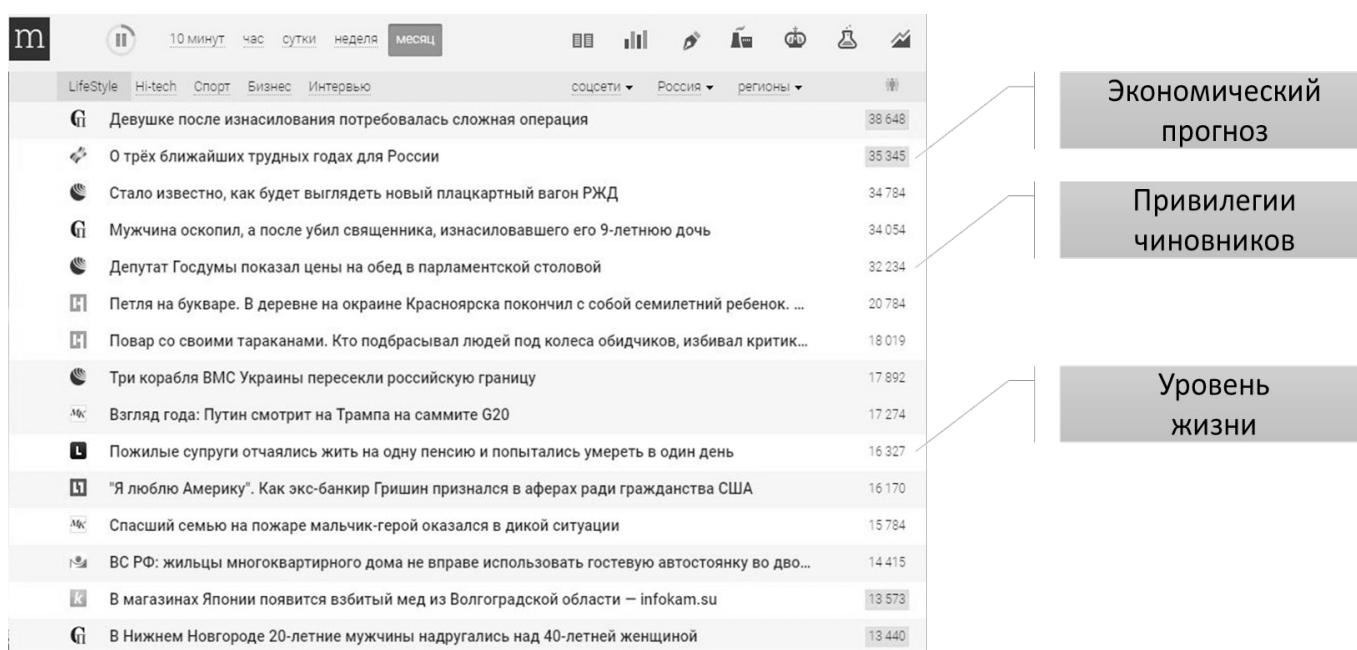 m 10 минут час сутки неделя месяц
LifeStyle Hi-tech Спорт Бизнес Интервью соцсети Россия регионы
Девушке после изнасилования потребовалась сложная операция 38 648
О трёх ближайших трудных годах для России 35 345
Стало известно, как будет выглядеть новый плацкартный вагон РЖД 34 784
Мужчина оскопил, а после убил священника, изнасиловавшего его 9-летнюю дочь 34 054
Депутат Госдумы показал цены на обед в парламентской столовой 32 234
Петля на букваре. В деревне на окраине Красноярска покончил с собой семилетний ребенок. ... 20 784
Повар со своими тараканами. Кто подбрасывал людей под колеса обидчиков, избивал критик... 18 019
Три корабля ВМС Украины пересекли российскую границу 17 892
МК Взгляд года: Путин смотрит на Трампа на саммите G20 17 274
L Пожилые супруги отчаялись жить на одну пенсию и попытались умереть в один день 16 327
"Я люблю Америку". Как экс-банкир Гришин признался в аферах ради гражданства США 16 170
МК Спасший семью на пожаре мальчик-герой оказался в дикой ситуации 15 784
ВС РФ: жильцы многоквартирного дома не вправе использовать гостевую автостоянку во дво... 14 415
k В магазинах Японии появится взбитый мед из Волгоградской области — infokam.su 13 573
В Нижнем Новгороде 20-летние мужчины надругались над 40-летней женщиной 13 440
Экономический
прогноз
Привилегии
чиновников
Уровень
жизни